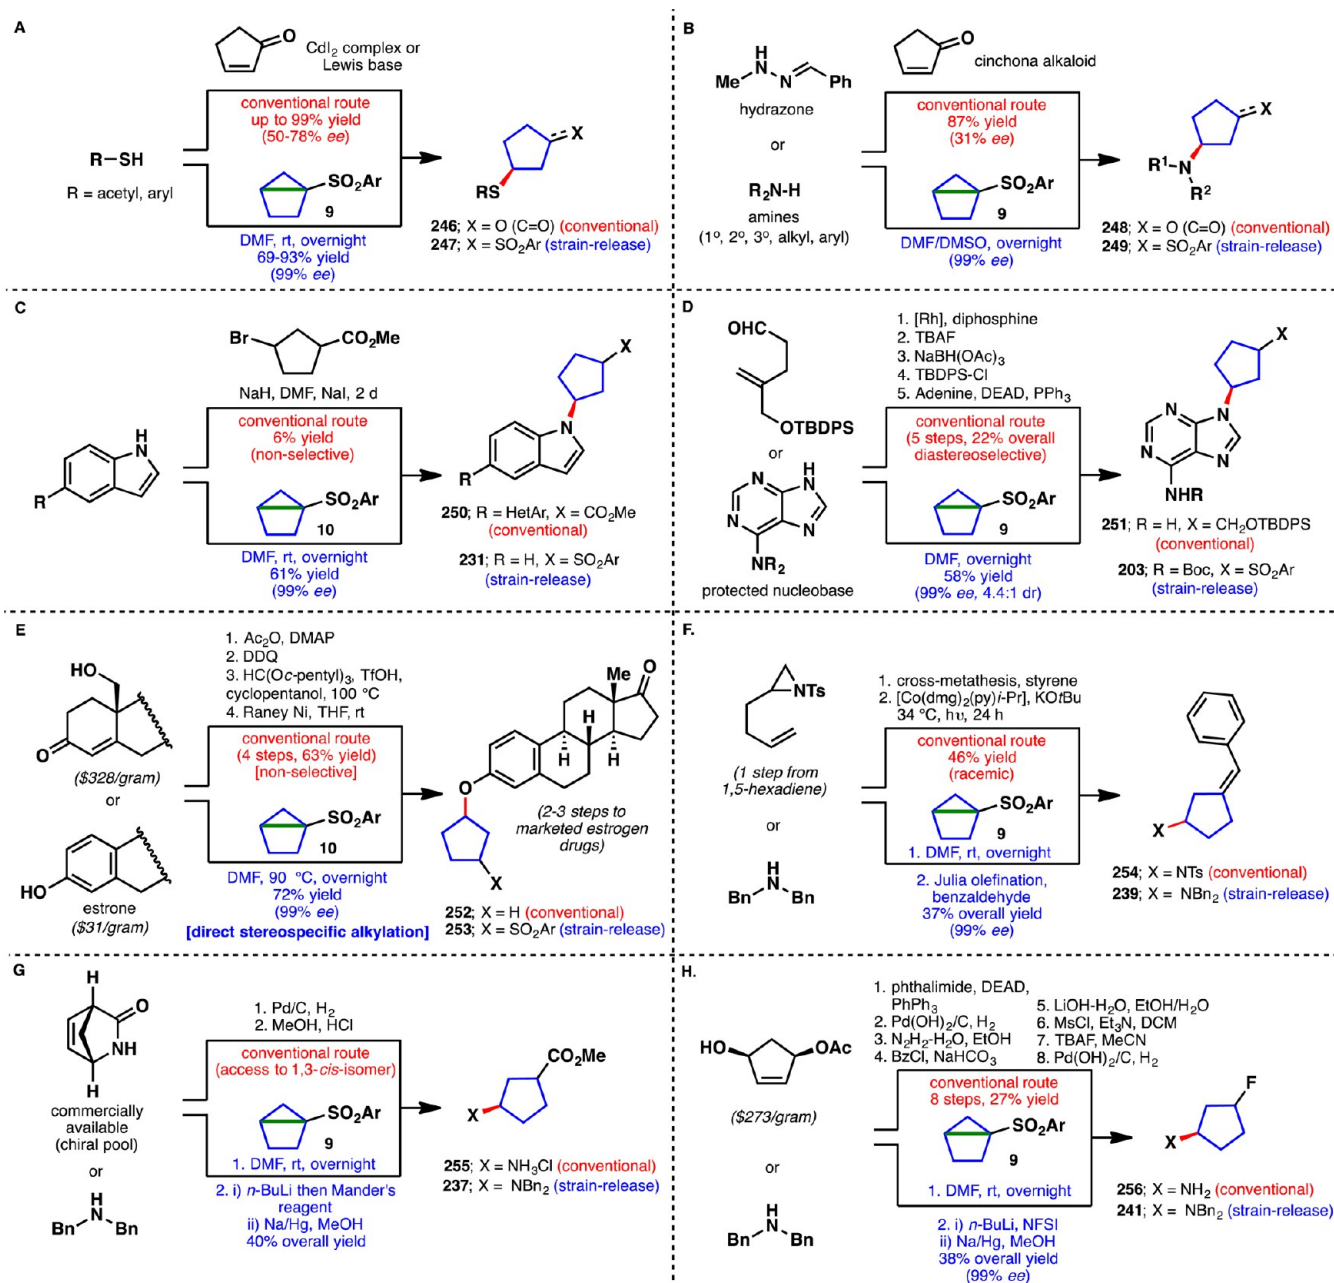 A
O
CdI2 complex or
Lewis base
conventional route
up to 99% yield
(50-78% ee)
R–SH
R = acetyl, aryl
SO2Ar
9
DMF, rt, overnight
69-93% yield
(99% ee)
X
RS
246; X = O (C=O) (conventional)
247; X = SO2Ar (strain-release)
B
H
Me N N Ph
hydrazone
or
R2N-H
amines
(1º, 2º, 3º, alkyl, aryl)
O
cinchona alkaloid
conventional route
87% yield
(31% ee)
SO2Ar
9
DMF/DMSO, overnight
(99% ee)
X
R1 N
R2
248; X = O (C=O) (conventional)
249; X = SO2Ar (strain-release)
C
Br CO2Me
NaH, DMF, NaI, 2 d
conventional route
6% yield
(non-selective)
H
N
R
SO2Ar
10
DMF, rt, overnight
61% yield
(99% ee)
X
N
R
250; R = HetAr, X = CO2Me
(conventional)
231; R = H, X = SO2Ar
(strain-release)
D
OHC
OTBDPS
or
N H
N
N N
NR2
protected nucleobase
1. [Rh], diphosphine
2. TBAF
3. NaBH(OAc)3
4. TBDPS-Cl
5. Adenine, DEAD, PPh3
conventional route
(5 steps, 22% overall
diastereoselective)
SO2Ar
9
DMF, overnight
58% yield
(99% ee, 4.4:1 dr)
X
N N
N N
NHR
251; R = H, X = CH2OTBDPS
(conventional)
203; R = Boc, X = SO2Ar
(strain-release)
E
HO
O
($328/gram)
or
HO
estrone
($31/gram)
1. Ac2O, DMAP
2. DDQ
3. HC(Oc-pentyl)3, TfOH,
cyclopentanol, 100 °C
4. Raney Ni, THF, rt
conventional route
(4 steps, 63% yield)
[non-selective]
SO2Ar
10
DMF, 90 °C, overnight
72% yield
(99% ee)
[direct stereospecific alkylation]
Me O
H
H H
O
X
(2-3 steps to
marketed estrogen
drugs)
252; X = H (conventional)
253; X = SO2Ar (strain-release)
F.
NTs
(1 step from
1,5-hexadiene)
or
H
Bn N Bn
1. cross-metathesis, styrene
2. [Co(dmg)2(py)i-Pr], KOtBu
34 °C, hυ, 24 h
conventional route
46% yield
(racemic)
SO2Ar
9
1. DMF, rt, overnight
2. Julia olefination,
benzaldehyde
37% overall yield
(99% ee)
X
254; X = NTs (conventional)
239; X = NBn2 (strain-release)
G
H
O
NH
H
commercially
available
(chiral pool)
or
H
Bn N Bn
1. Pd/C, H2
2. MeOH, HCl
conventional route
(access to 1,3-cis-isomer)
SO2Ar
9
1. DMF, rt, overnight
2. i) n-BuLi then Mander's
reagent
ii) Na/Hg, MeOH
40% overall yield
CO2Me
X
255; X = NH3Cl (conventional)
237; X = NBn2 (strain-release)
H.
HO OAc
($273/gram)
or
H
Bn N Bn
1. phthalimide, DEAD,
PhPh3
2. Pd(OH)2/C, H2
3. N2H2-H2O, EtOH
4. BzCl, NaHCO3
5. LiOH-H2O, EtOH/H2O
6. MsCl, Et3N, DCM
7. TBAF, MeCN
8. Pd(OH)2/C, H2
conventional route
8 steps, 27% yield
SO2Ar
9
1. DMF, rt, overnight
2. i) n-BuLi, NFSI
ii) Na/Hg, MeOH
38% overall yield
(99% ee)
F
X
256; X = NH2 (conventional)
241; X = NBn2 (strain-release)